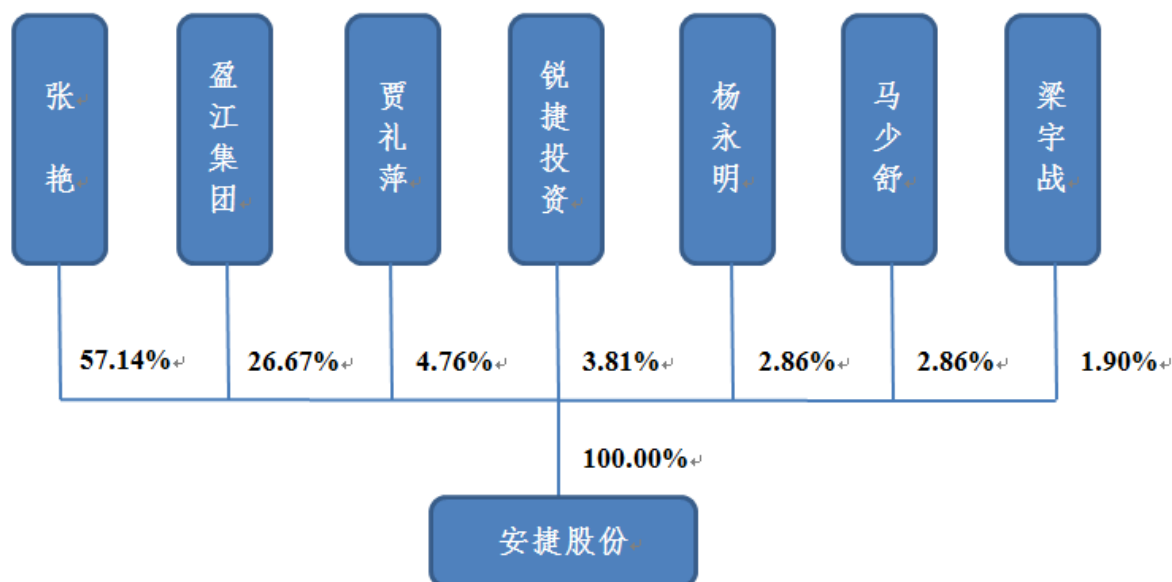 张艳
盈江集团
贾礼萍
锐捷投资
杨永明
马少舒
梁宇战
57.14%
26.67%
4.76%
3.81%
2.86%
2.86%
1.90%
100.00%
安捷股份